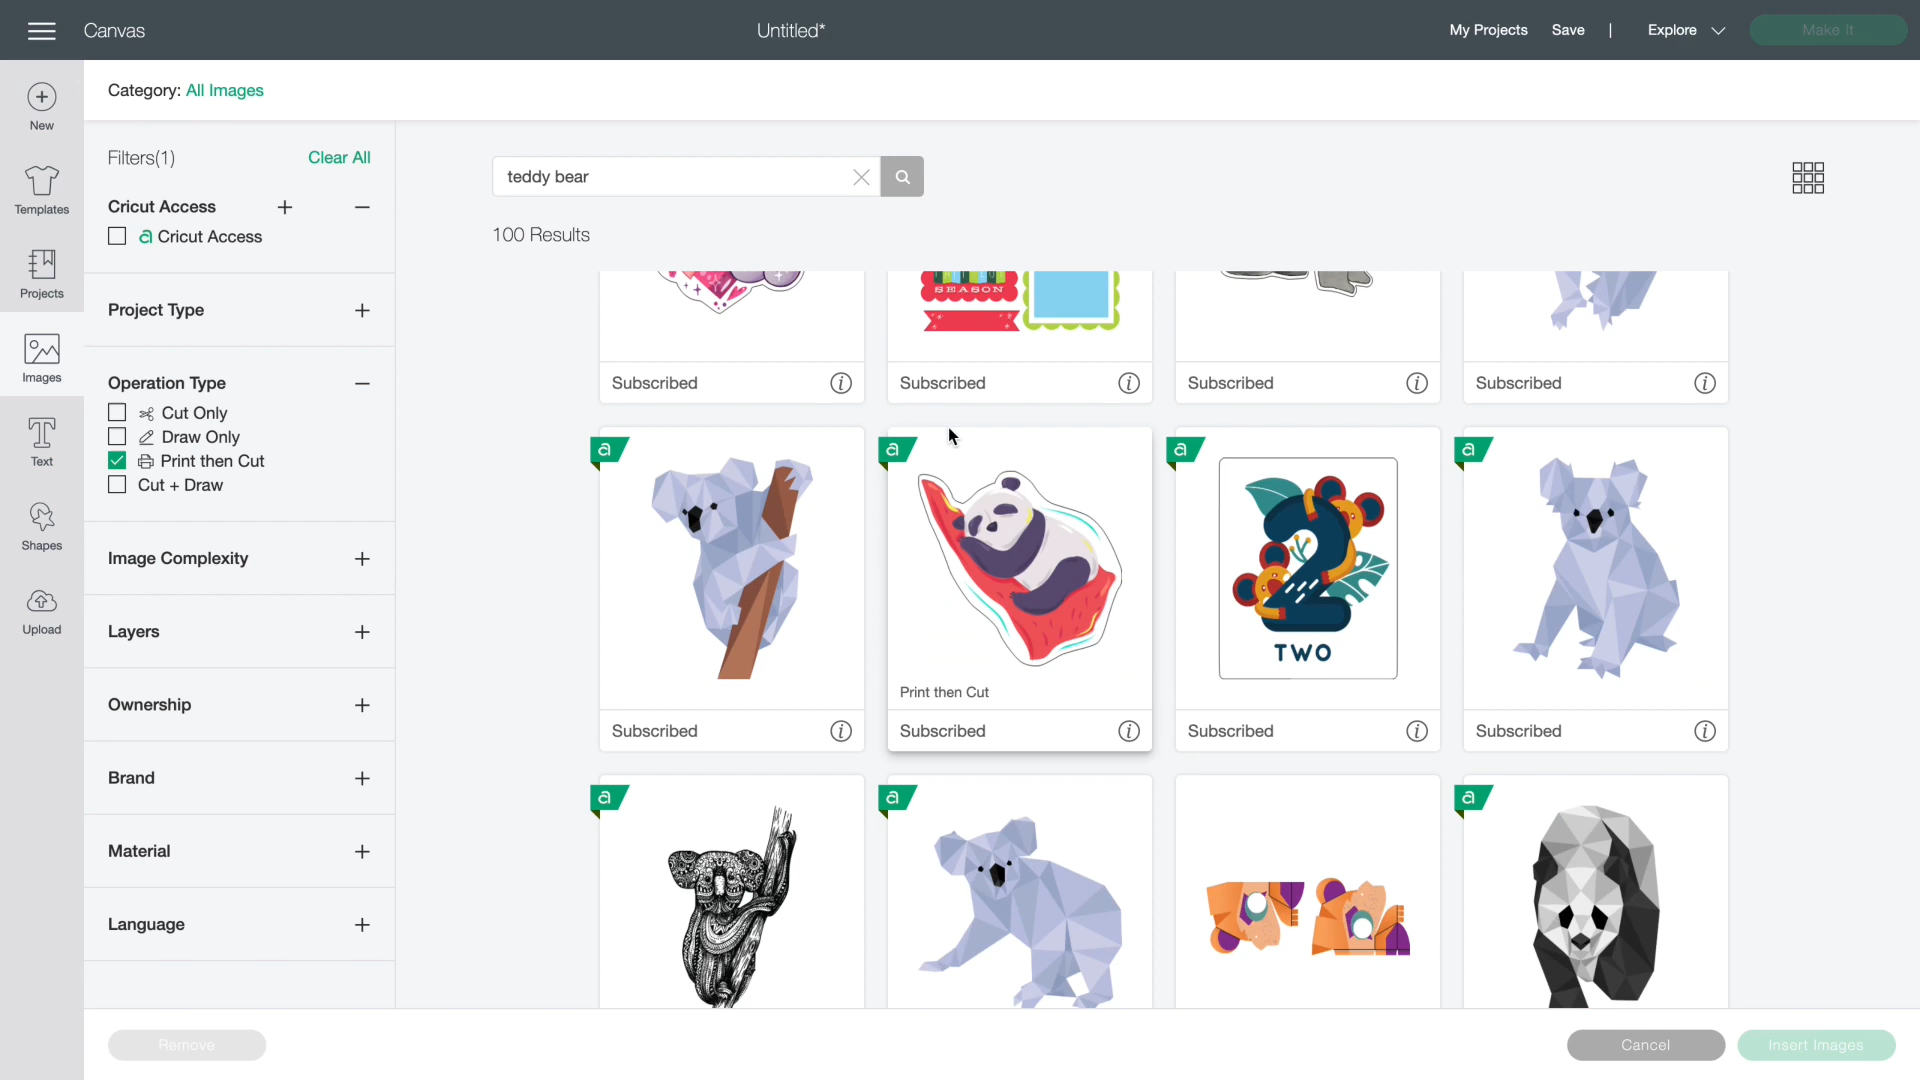 Canvas
Untitled*
My Projects Save | Explore
Make It
Category: All Images
New
Templates
Projects
Images
Text
Shapes
Upload
Filters(1) Clear All
Cricut Access
a Cricut Access
Project Type
Operation Type
Cut Only
Draw Only
Print then Cut
Cut + Draw
Image Complexity
Layers
Ownership
Brand
Material
Language
teddy bear
100 Results
SEASON
Subscribed
Subscribed
Subscribed
Subscribed
a
a
a
a
2
TWO
Print then Cut
Subscribed
Subscribed
Subscribed
Subscribed
a
a
a
Remove
Cancel
Insert Images